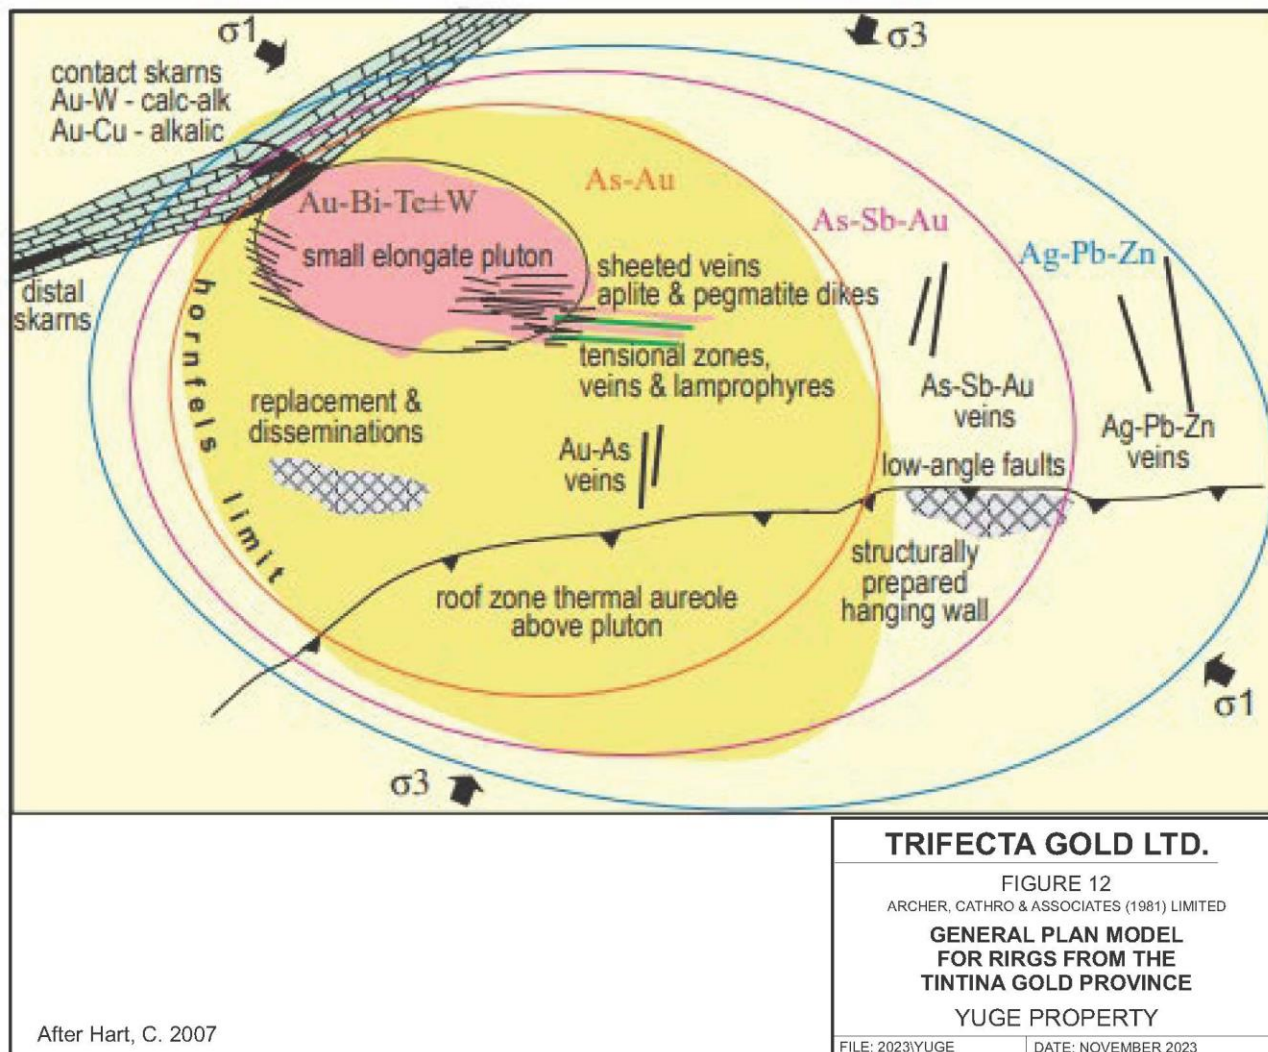 σ1
σ3
contact skarns
Au-W - calc-alk
Au-Cu - alkalic
As-Au
Au-Bi-Te±W
As-Sb-Au
small elongate pluton
Ag-Pb-Zn
sheeted veins
aplite & pegmatite dikes
distal
skarns
hornfels limit
tensional zones,
veins & lamprophyres
As-Sb-Au
veins
replacement &
disseminations
Ag-Pb-Zn
veins
Au-As
veins
low-angle faults
structurally
prepared
hanging wall
roof zone thermal aureole
above pluton
σ1
σ3
TRIFECTA GOLD LTD.
FIGURE 12
ARCHER, CATHRO & ASSOCIATES (1981) LIMITED
GENERAL PLAN MODEL
FOR RIRGS FROM THE
TINTINA GOLD PROVINCE
YUGE PROPERTY
After Hart, C. 2007
FILE: 2023\YUGE
DATE: NOVEMBER 2023